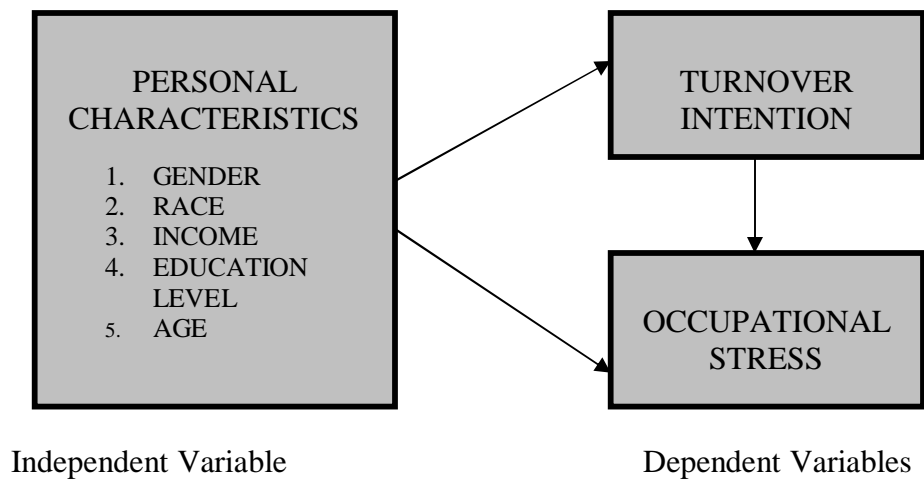 PERSONAL
CHARACTERISTICS
1. GENDER
2. RACE
3. INCOME
4. EDUCATION
LEVEL
5. AGE
TURNOVER
INTENTION
OCCUPATIONAL
STRESS
Independent Variable
Dependent Variables